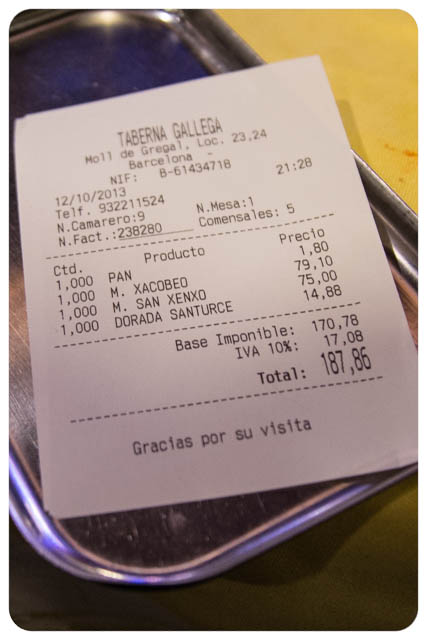 TABERNA GALLEGA
Moll de Gregal, Loc. 23,24
Barcelona -
NIF: B-61434718
12/10/2013 21:28
Telf. 932211524
N.Camarero:9 N.Mesa:1
N.Fact.:238280 Comensales: 5
Ctd. Producto Precio
1,000 PAN 1,80
1,000 M. XACOBEO 79,10
1,000 M. SAN XENXO 75,00
1,000 DORADA SANTURCE 14,88
Base Imponible: 170,78
IVA 10%: 17,08
Total: 187,86
Gracias por su visita